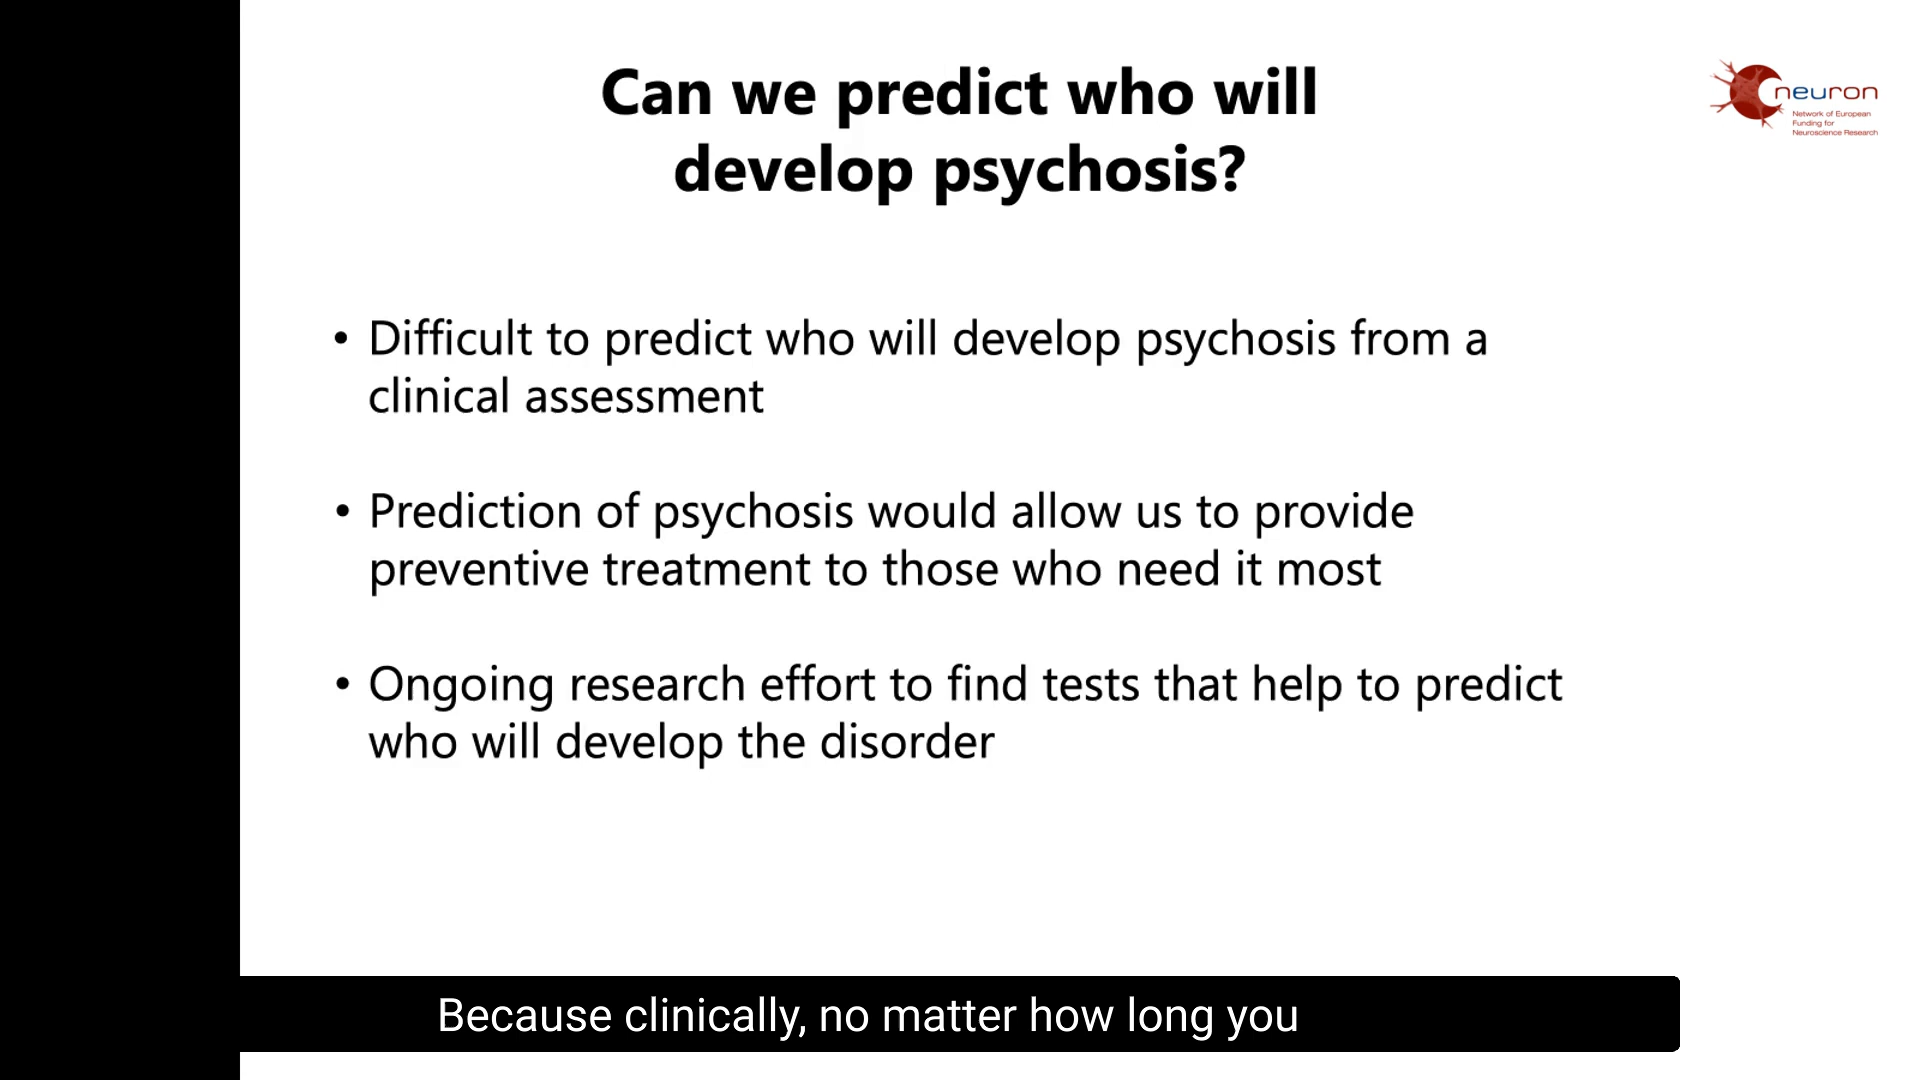 Can we predict who will
develop psychosis?
neuron
Network of European
Funding for
Neuroscience Research
• Difficult to predict who will develop psychosis from a
clinical assessment
• Prediction of psychosis would allow us to provide
preventive treatment to those who need it most
• Ongoing research effort to find tests that help to predict
who will develop the disorder
Because clinically, no matter how long you